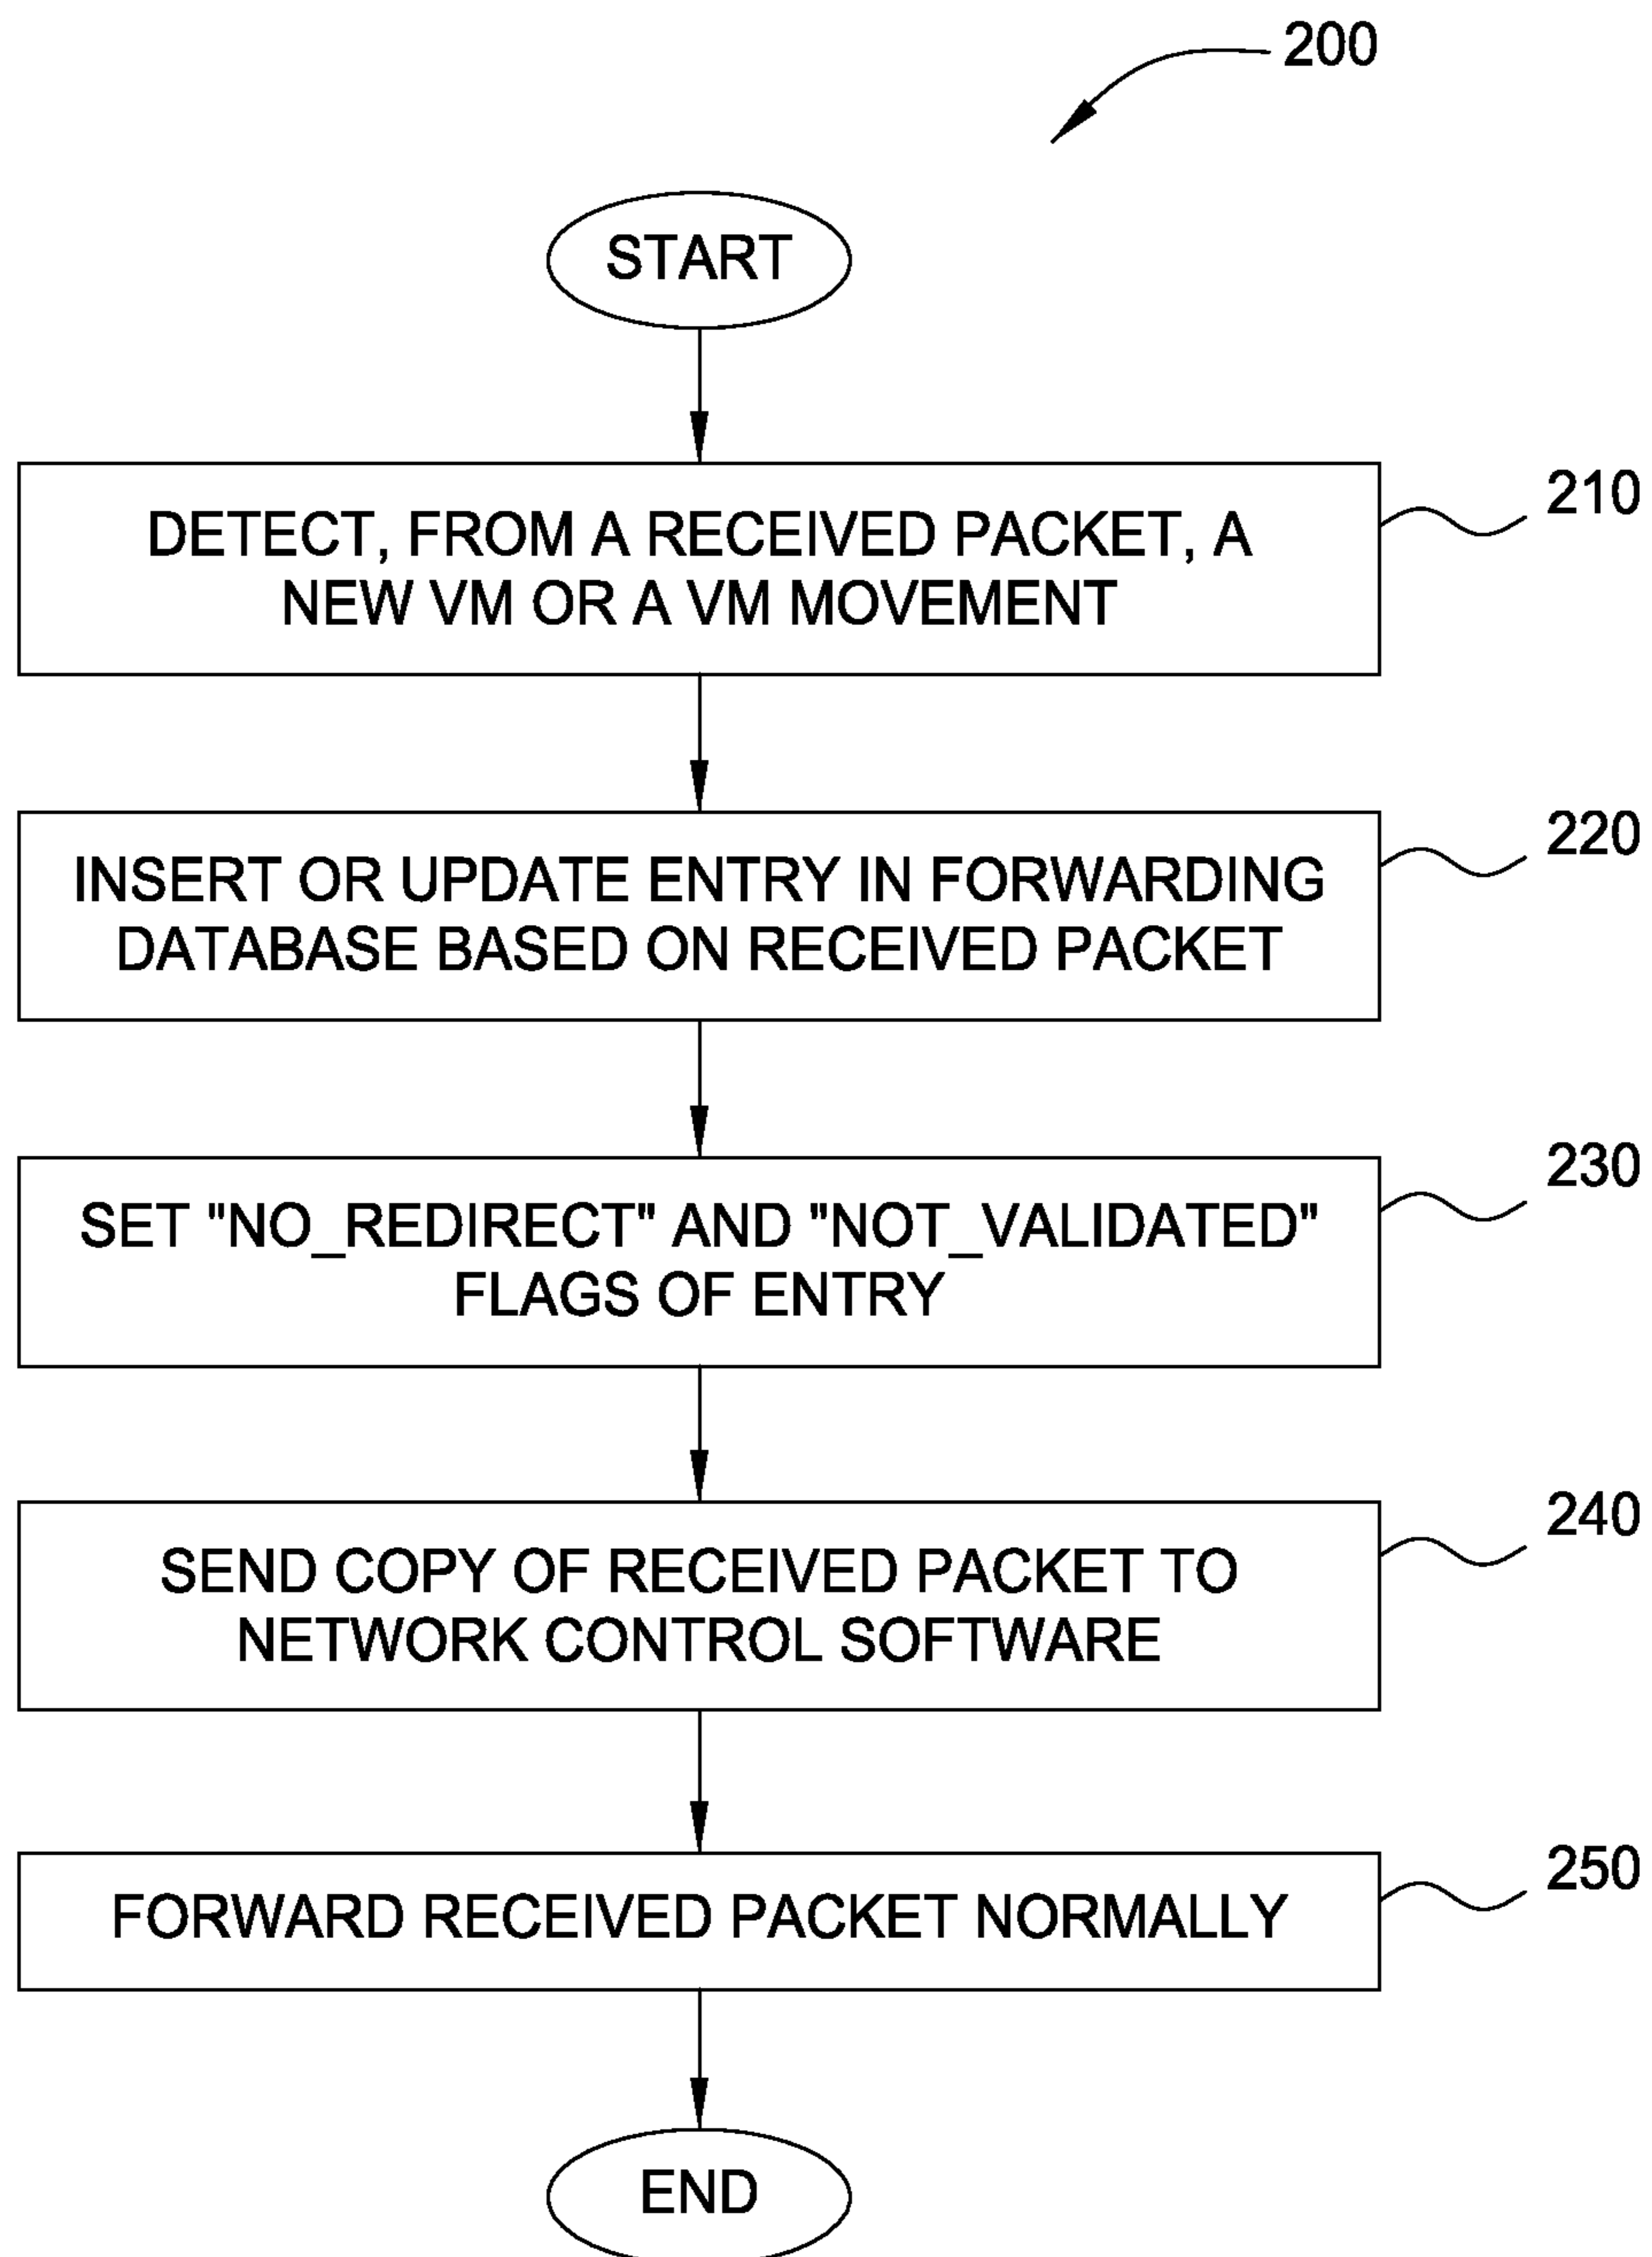 200
START
DETECT, FROM A RECEIVED PACKET, A
NEW VM OR A VM MOVEMENT
210
INSERT OR UPDATE ENTRY IN FORWARDING
DATABASE BASED ON RECEIVED PACKET
220
SET "NO_REDIRECT" AND "NOT_VALIDATED"
FLAGS OF ENTRY
230
SEND COPY OF RECEIVED PACKET TO
NETWORK CONTROL SOFTWARE
240
FORWARD RECEIVED PACKET NORMALLY
250
END